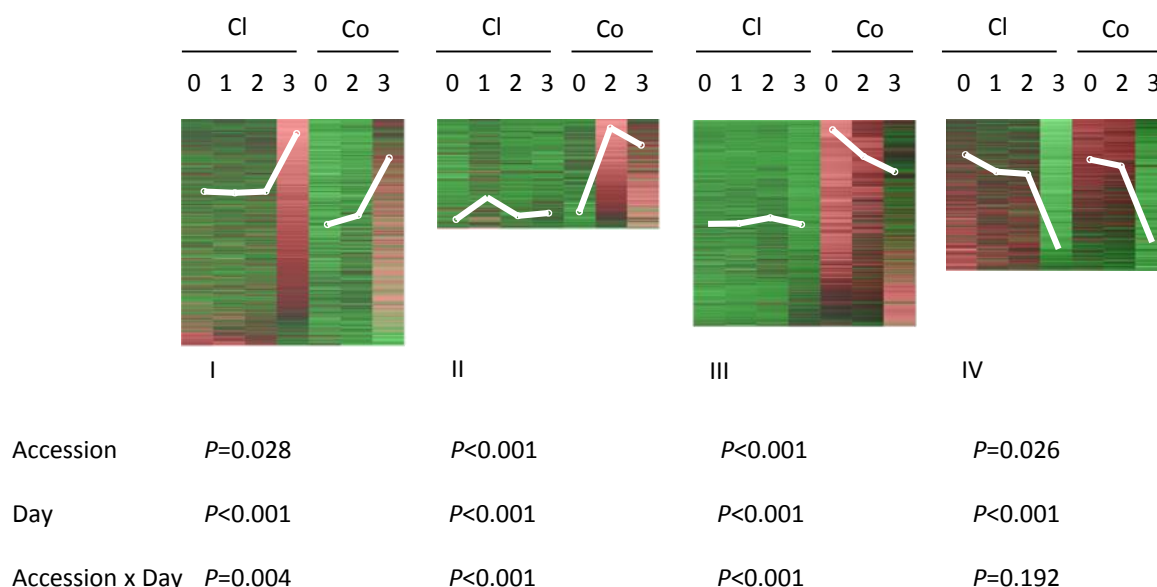 Cl Co Cl Co Cl Co Cl Co
0 1 2 3 0 2 3 0 1 2 3 0 2 3 0 1 2 3 0 2 3 0 1 2 3 0 2 3
I II III IV
Accession P=0.028 P<0.001 P<0.001 P=0.026
Day P<0.001 P<0.001 P<0.001 P<0.001
Accession x Day P=0.004 P<0.001 P<0.001 P=0.192